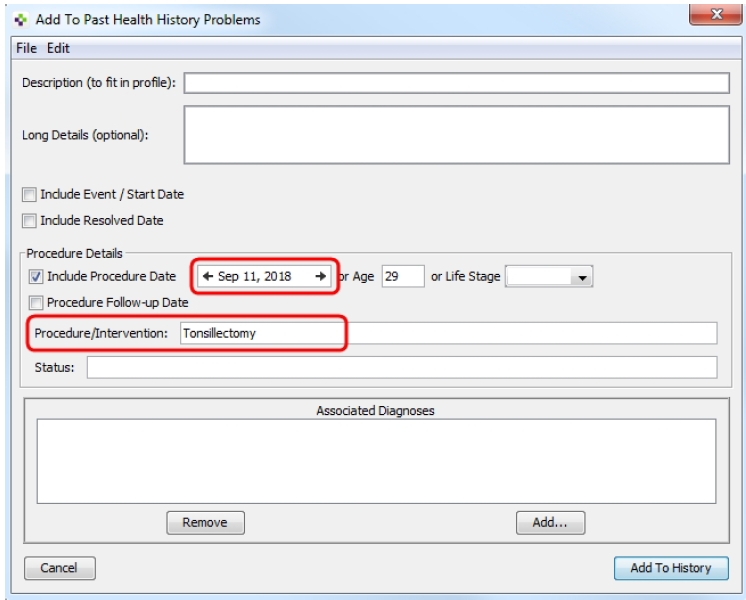 Add To Past Health History Problems
File Edit
Description (to fit in profile):
Long Details (optional):
Include Event / Start Date
Include Resolved Date
Procedure Details
Include Procedure Date Sep 11, 2018 or Age 29 or Life Stage
Procedure Follow-up Date
Procedure/Intervention: Tonsillectomy
Status:
Associated Diagnoses
Remove Add...
Cancel Add To History